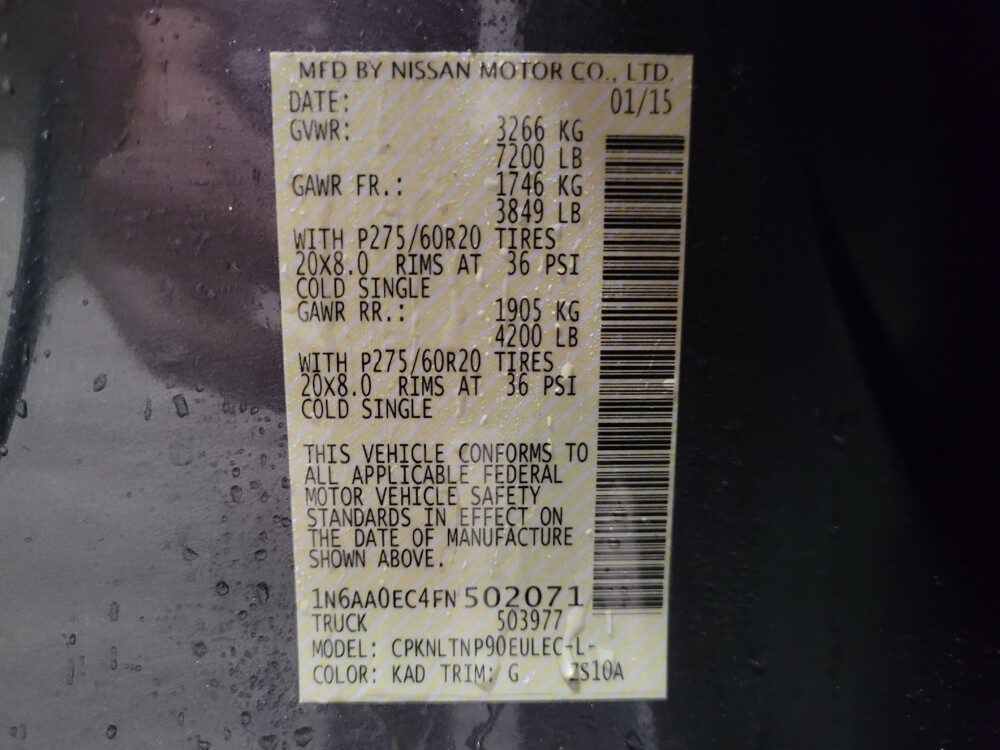 MFD BY NISSAN MOTOR CO., LTD.
DATE: 01/15
GVWR: 3266 KG
7200 LB
GAWR FR.: 1746 KG
3849 LB
WITH P275/60R20 TIRES
20X8.0 RIMS AT 36 PSI
COLD SINGLE
GAWR RR.: 1905 KG
4200 LB
WITH P275/60R20 TIRES
20X8.0 RIMS AT 36 PSI
COLD SINGLE
THIS VEHICLE CONFORMS TO
ALL APPLICABLE FEDERAL
MOTOR VEHICLE SAFETY
STANDARDS IN EFFECT ON
THE DATE OF MANUFACTURE
SHOWN ABOVE.
1N6AA0EC4FN502071
TRUCK 503977
MODEL: CPKNLTNP90EULEC-L-
COLOR: KAD TRIM: G ZS10A